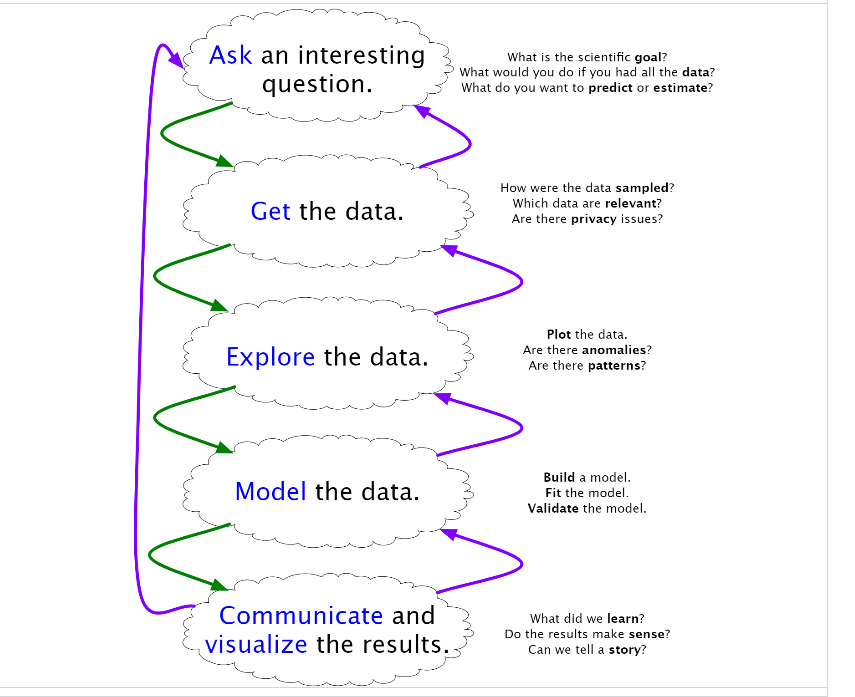 Ask an interesting
question.
What is the scientific goal?
What would you do if you had all the data?
What do you want to predict or estimate?
Get the data.
How were the data sampled?
Which data are relevant?
Are there privacy issues?
Explore the data.
Plot the data.
Are there anomalies?
Are there patterns?
Model the data.
Build a model.
Fit the model.
Validate the model.
Communicate and
visualize the results.
What did we learn?
Do the results make sense?
Can we tell a story?